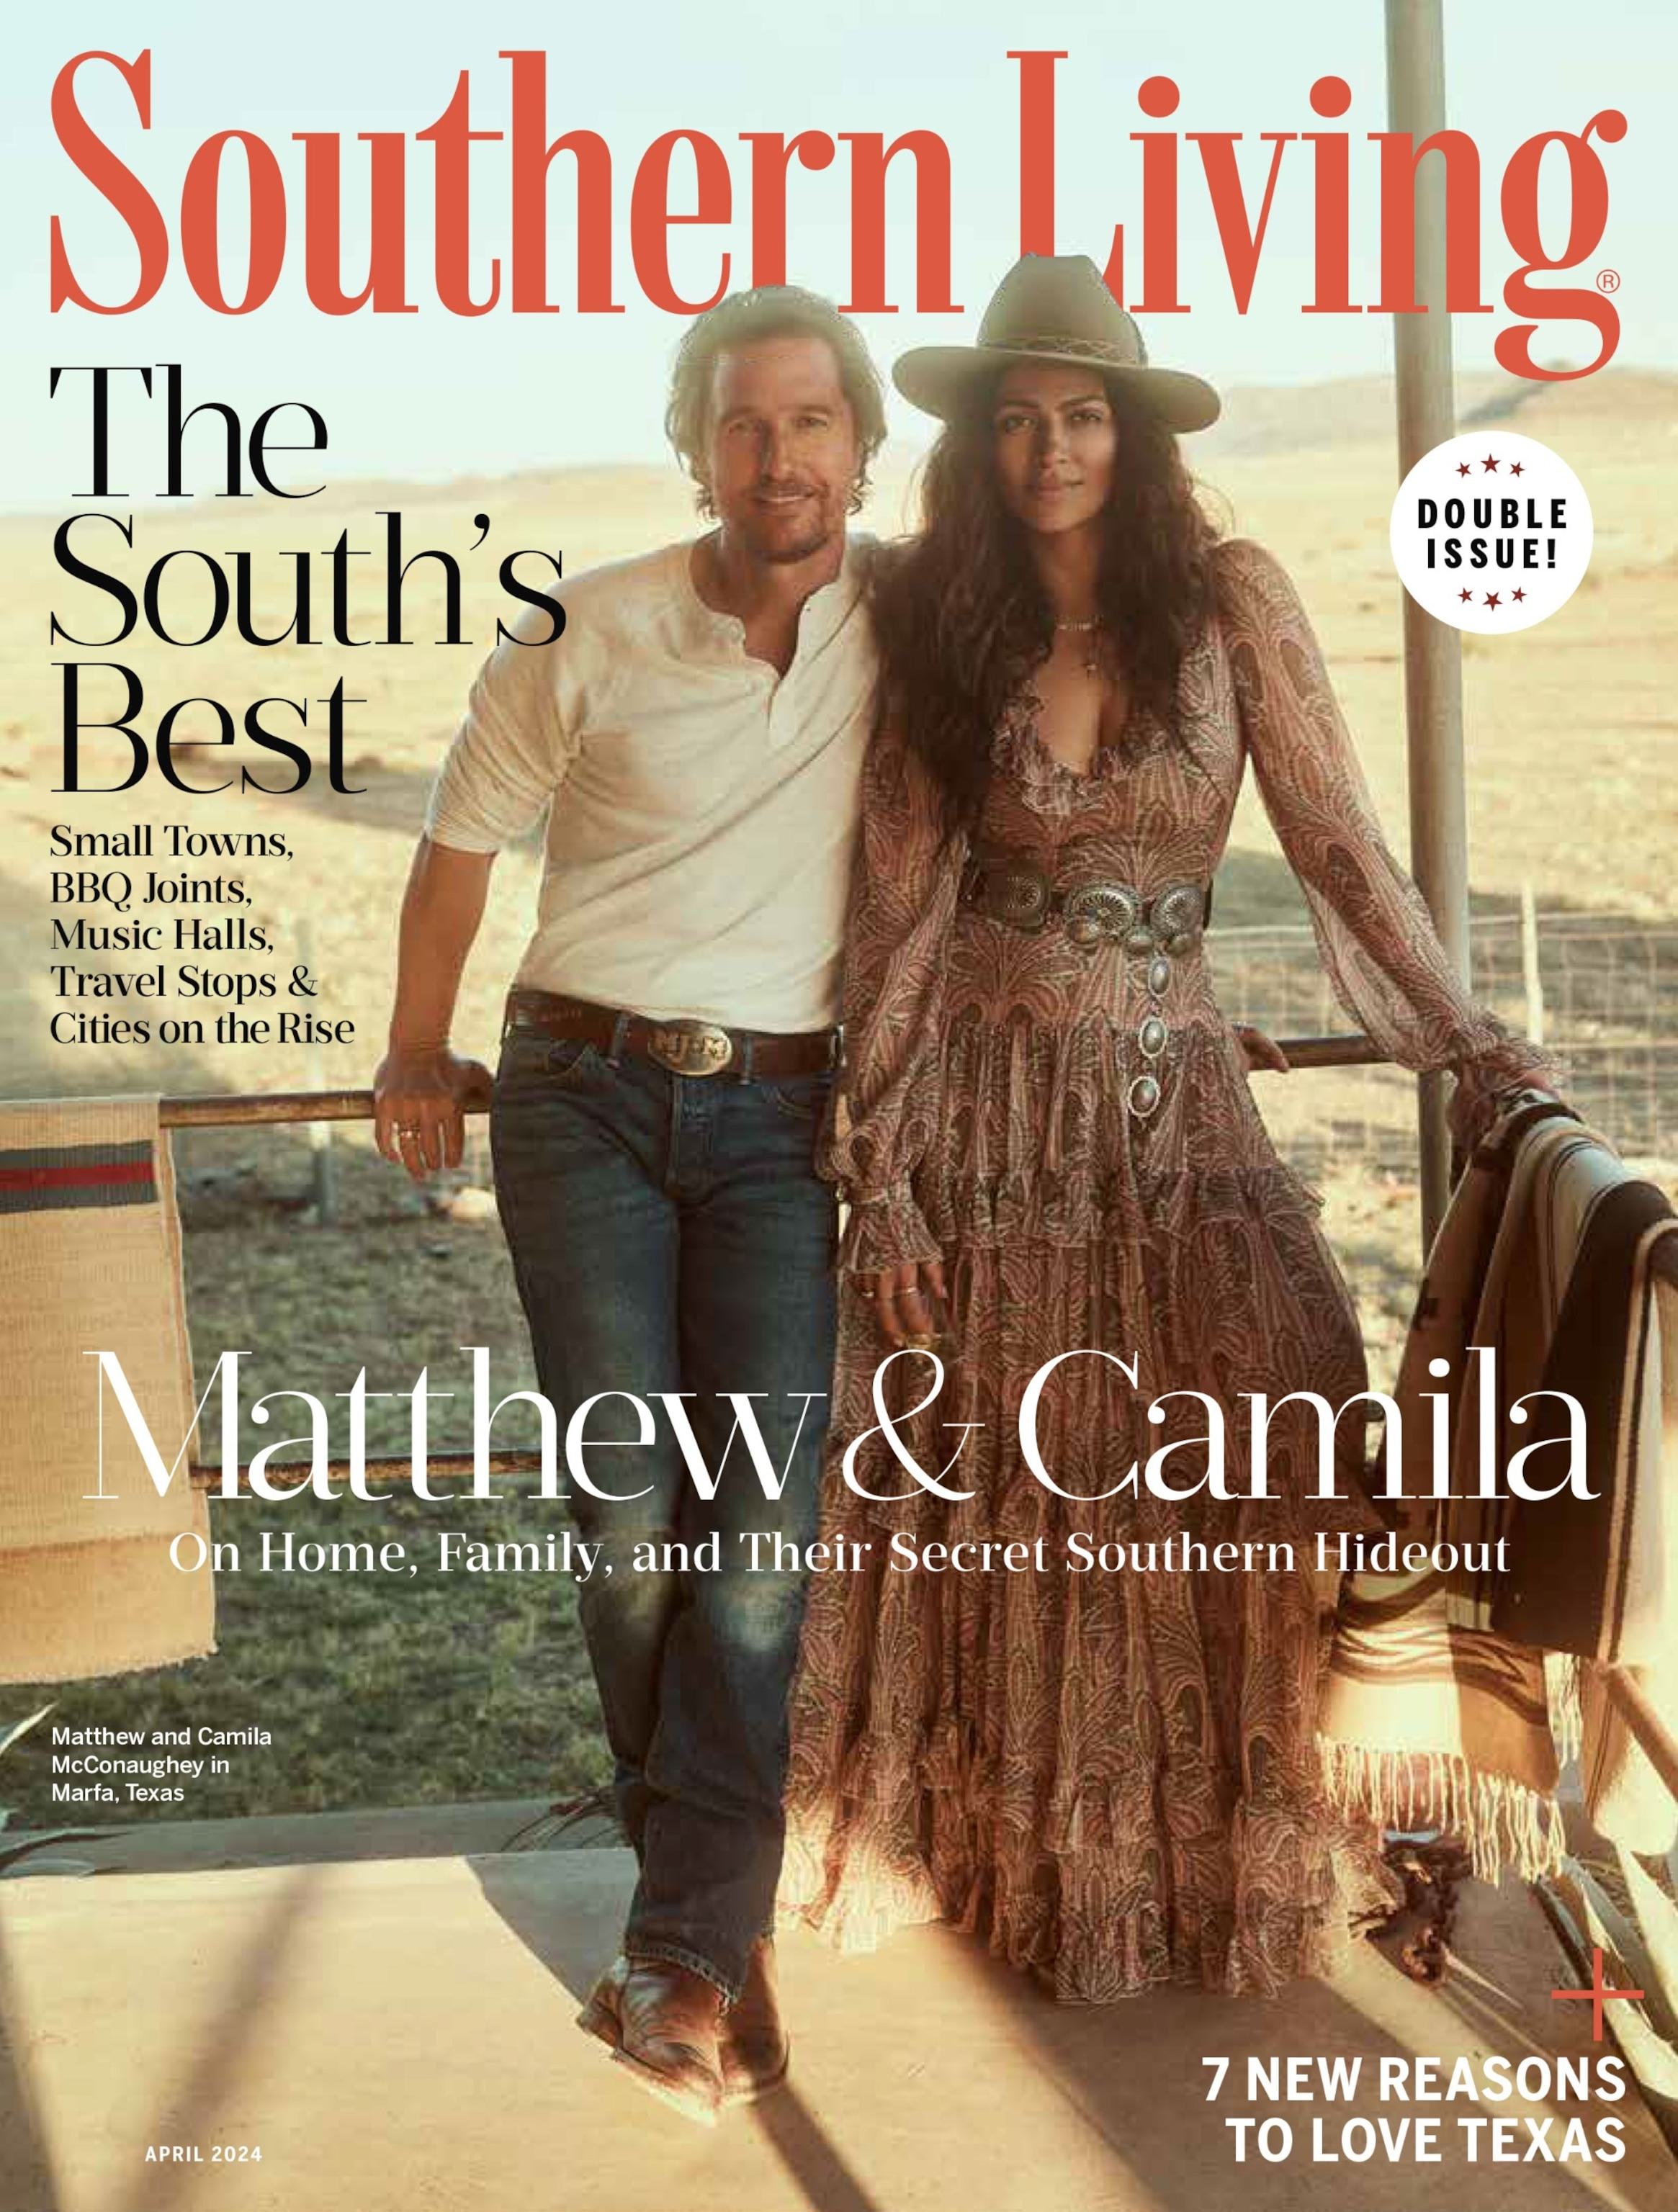 Southern Living®
The
South's
Best
Small Towns,
BBQ Joints,
Music Halls,
Travel Stops &
Cities on the Rise
DOUBLE
ISSUE!
MJ·M
Matthew & Camila
On Home, Family, and Their Secret Southern Hideout
Matthew and Camila
McConaughey in
Marfa, Texas
+
7 NEW REASONS
TO LOVE TEXAS
APRIL 2024